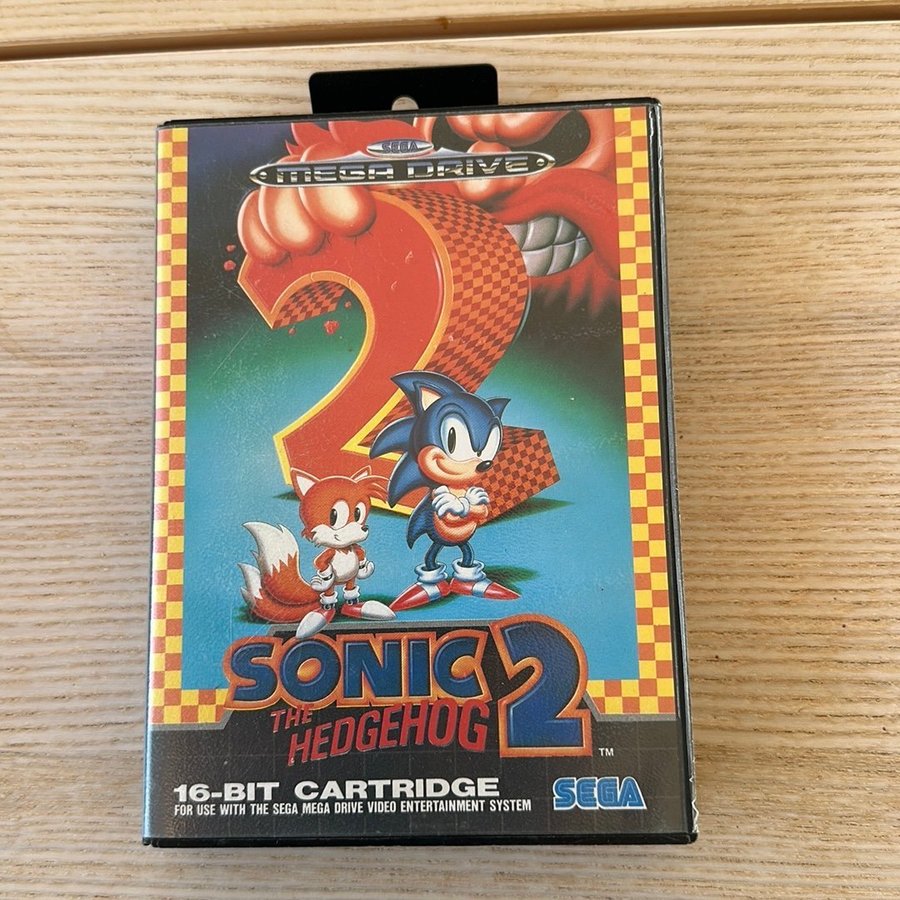 SEGA
MEGA DRIVE
2
SONIC
THE
HEDGEHOG
2
TM
16-BIT CARTRIDGE
FOR USE WITH THE SEGA MEGA DRIVE VIDEO ENTERTAINMENT SYSTEM
SEGA